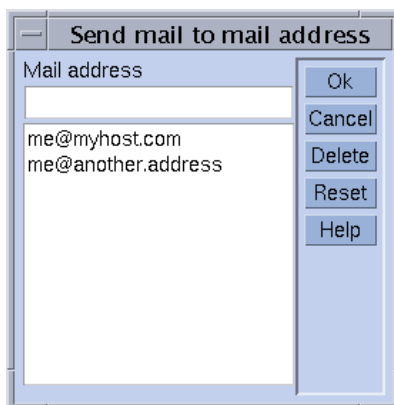 Send mail to mail address
Mail address
me@myhost.com
me@another.address
Ok
Cancel
Delete
Reset
Help